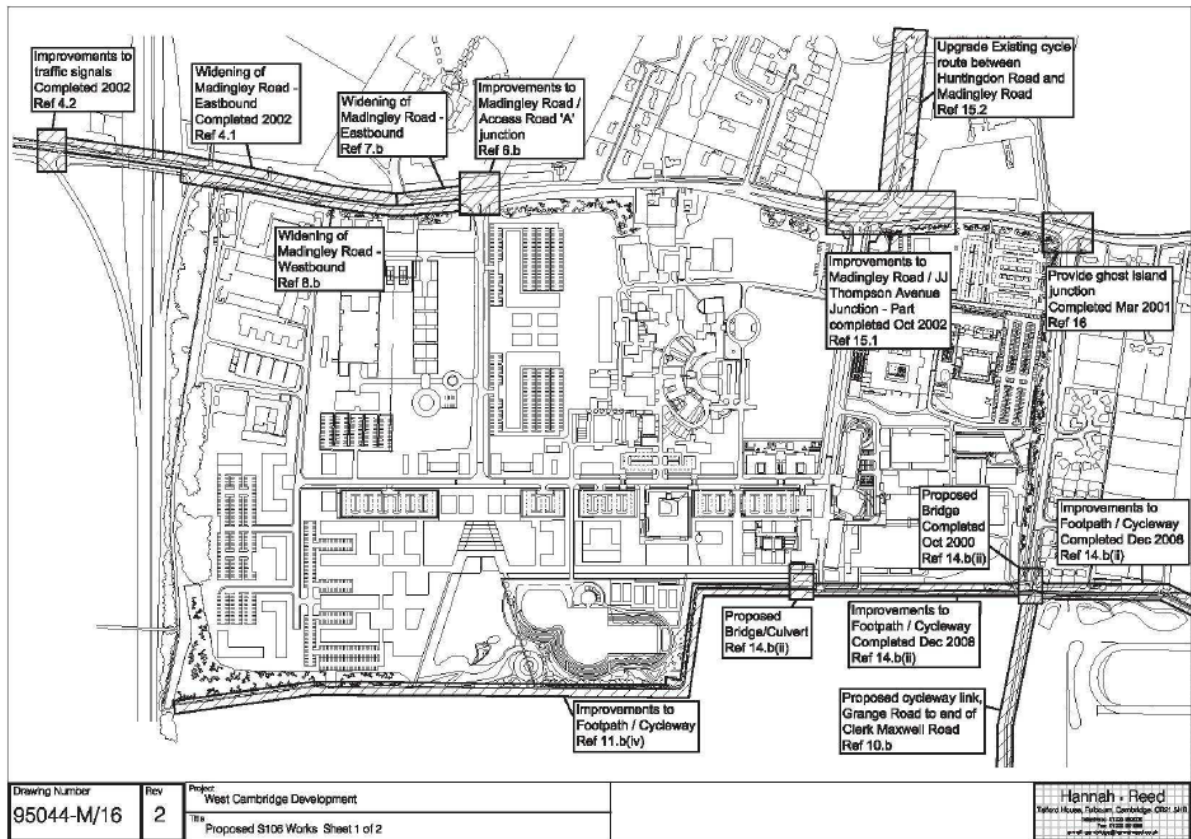 Improvements to
traffic signals
Completed 2002
Ref 4.2
Widening of
Madingley Road -
Eastbound
Completed 2002
Ref 4.1
Widening of
Madingley Road -
Eastbound
Ref 7.b
Improvements to
Madingley Road /
Access Road 'A'
junction
Ref 6.b
Upgrade Existing cycle
route between
Huntingdon Road and
Madingley Road
Ref 15.2
Widening of
Madingley Road -
Westbound
Ref 8.b
Improvements to
Madingley Road / JJ
Thompson Avenue
Junction - Part
completed Oct 2002
Ref 15.1
Provide ghost island
junction
Completed Mar 2001
Ref 16
Proposed
Bridge
Completed
Oct 2000
Ref 14.b(ii)
Improvements to
Footpath / Cycleway
Completed Dec 2008
Ref 14.b(ii)
Proposed
Bridge/Culvert
Ref 14.b(ii)
Improvements to
Footpath / Cycleway
Completed Dec 2008
Ref 14.b(ii)
Improvements to
Footpath / Cycleway
Ref 11.b(iv)
Proposed cycleway link,
Grange Road to end of
Clerk Maxwell Road
Ref 10.b
Drawing Number
95044-M/16
Rev
2
Project
West Cambridge Development
Title
Proposed S106 Works Sheet 1 of 2
Hannah - Reed
Telford House, Fulbourn, Cambridge,